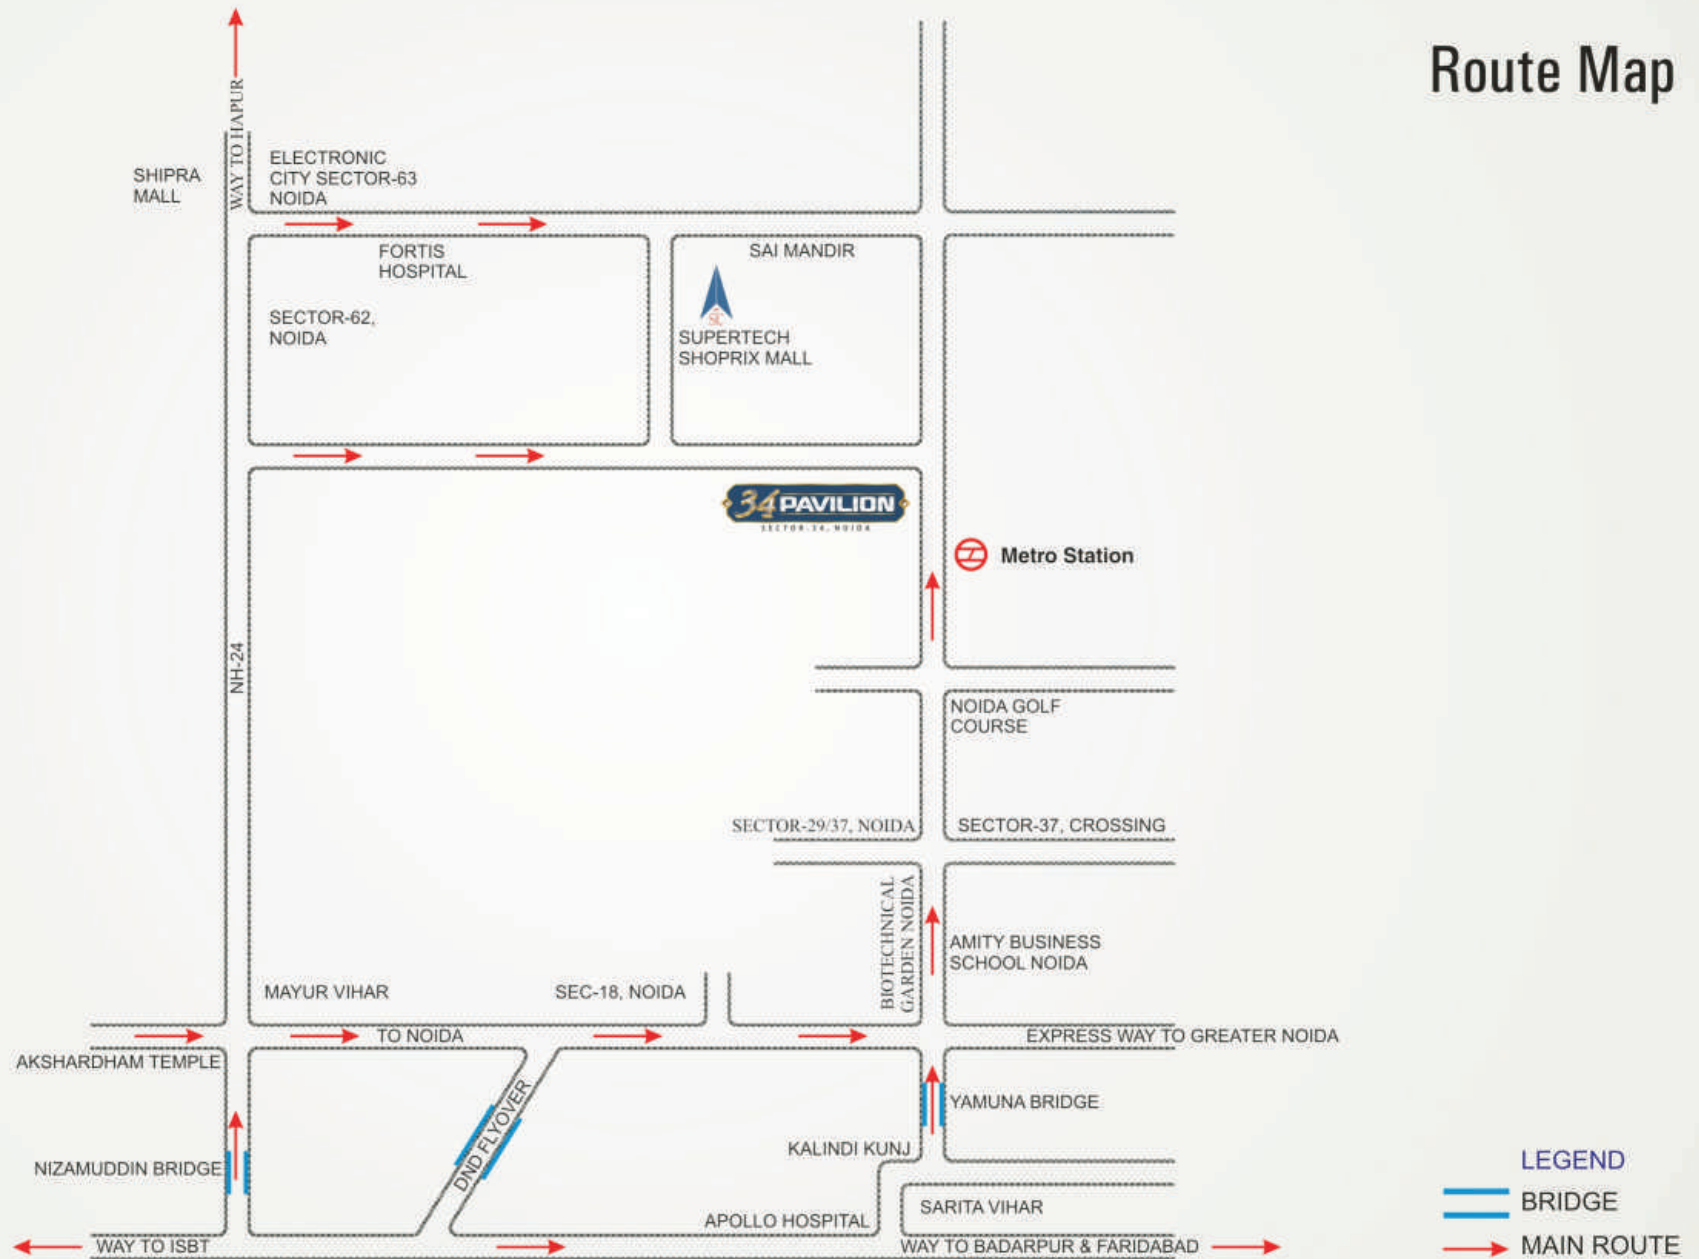 Route Map
WAY TO HAPUR
SHIPRA
MALL
ELECTRONIC
CITY SECTOR-63
NOIDA
FORTIS
HOSPITAL
SAI MANDIR
SECTOR-62,
NOIDA
SC
SUPERTECH
SHOPRIX MALL
34 PAVILION
SECTOR-34, NOIDA
Metro Station
NH-24
NOIDA GOLF
COURSE
SECTOR-29/37, NOIDA
SECTOR-37, CROSSING
BIOTECHNICAL
GARDEN NOIDA
AMITY BUSINESS
SCHOOL NOIDA
MAYUR VIHAR
SEC-18, NOIDA
TO NOIDA
EXPRESS WAY TO GREATER NOIDA
AKSHARDHAM TEMPLE
DND FLYOVER
YAMUNA BRIDGE
KALINDI KUNJ
NIZAMUDDIN BRIDGE
APOLLO HOSPITAL
SARITA VIHAR
WAY TO ISBT
WAY TO BADARPUR & FARIDABAD
LEGEND
BRIDGE
MAIN ROUTE